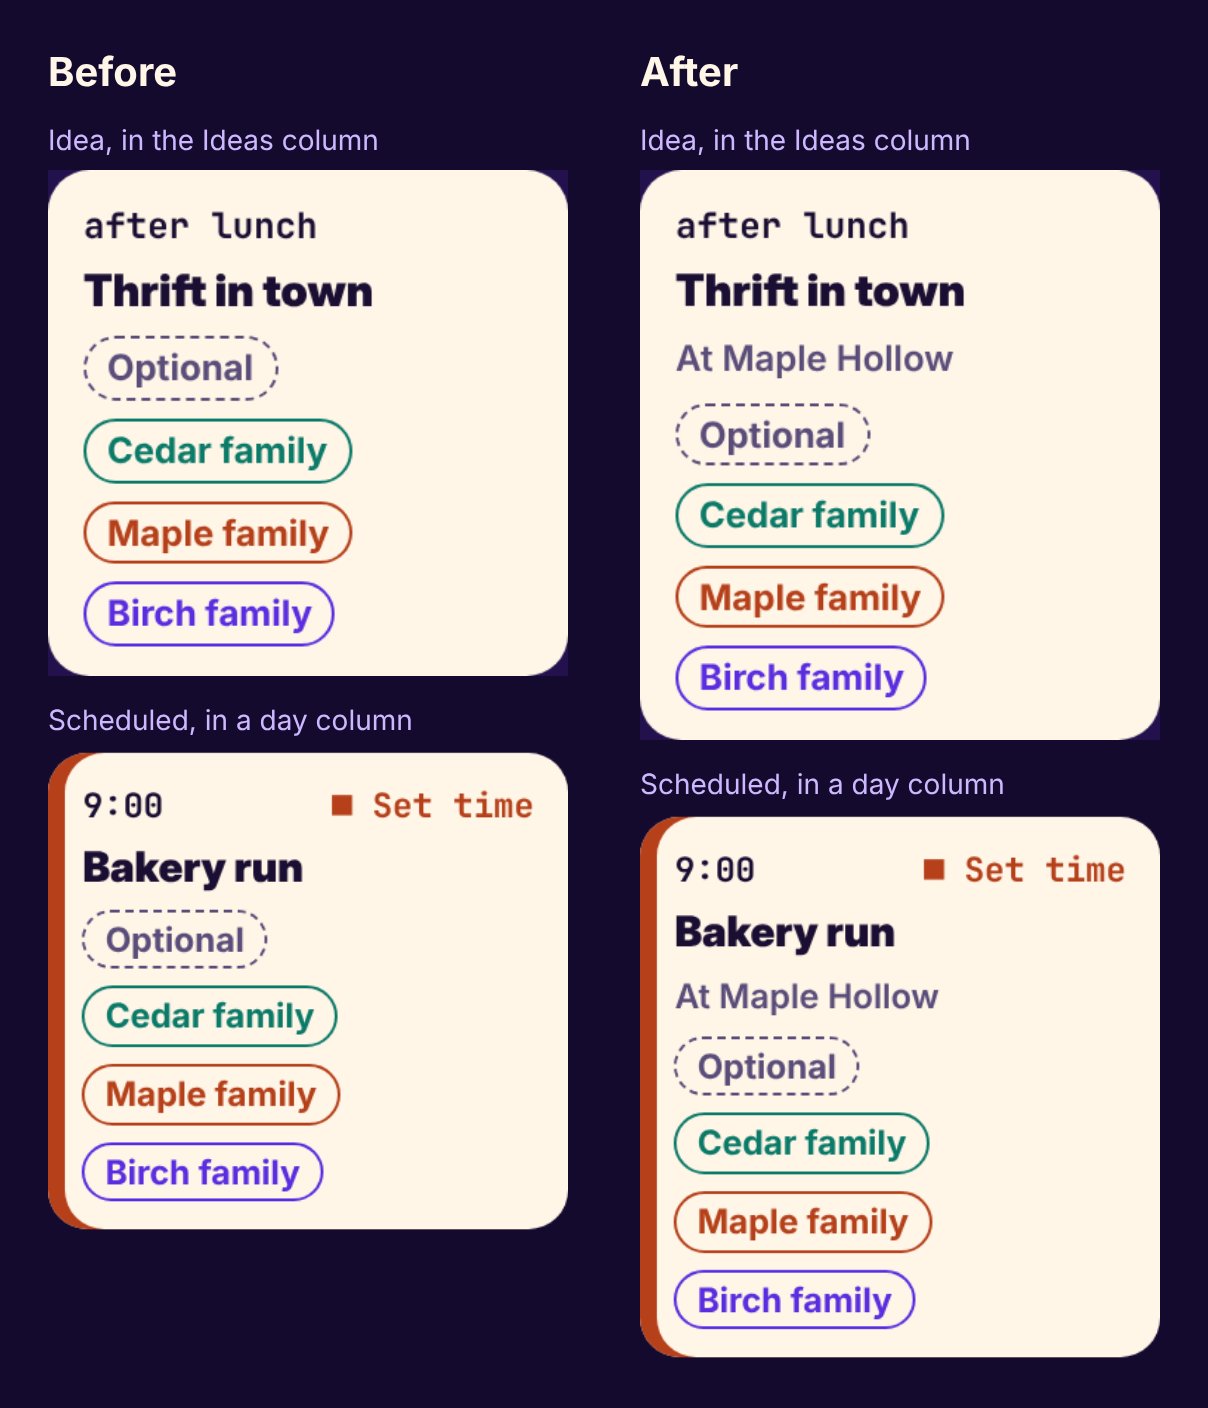 Before
Idea, in the Ideas column
after lunch
Thrift in town
Optional
Cedar family
Maple family
Birch family
Scheduled, in a day column
9:00 Set time
Bakery run
Optional
Cedar family
Maple family
Birch family
After
Idea, in the Ideas column
after lunch
Thrift in town
At Maple Hollow
Optional
Cedar family
Maple family
Birch family
Scheduled, in a day column
9:00 Set time
Bakery run
At Maple Hollow
Optional
Cedar family
Maple family
Birch family